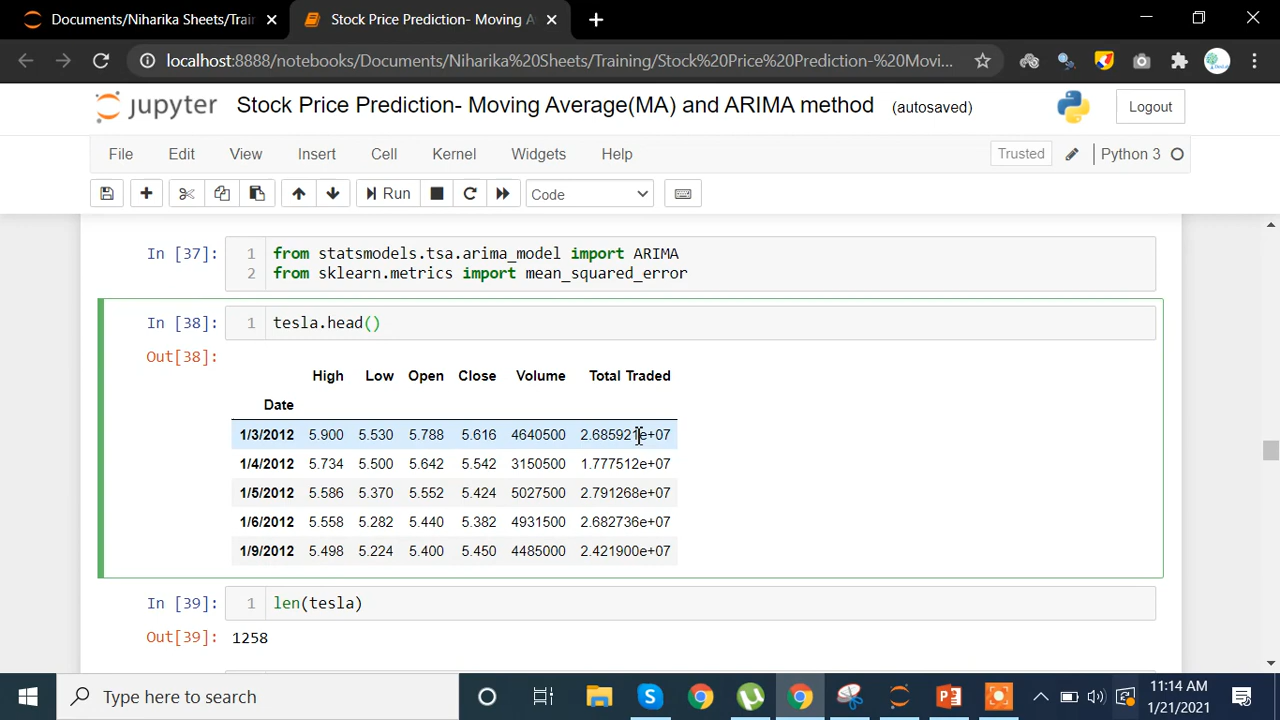 Documents/Niharika Sheets/Train
Stock Price Prediction- Moving A
localhost:8888/notebooks/Documents/Niharika%20Sheets/Training/Stock%20Price%20Prediction-%20Movi...
jupyter Stock Price Prediction- Moving Average(MA) and ARIMA method (autosaved) Logout
File Edit View Insert Cell Kernel Widgets Help Trusted Python 3
Run Code
In [37]: 1 from statsmodels.tsa.arima_model import ARIMA
2 from sklearn.metrics import mean_squared_error
In [38]: 1 tesla.head()
Out[38]:
High Low Open Close Volume Total Traded
Date
1/3/2012 5.900 5.530 5.788 5.616 4640500 2.685921e+07
1/4/2012 5.734 5.500 5.642 5.542 3150500 1.777512e+07
1/5/2012 5.586 5.370 5.552 5.424 5027500 2.791268e+07
1/6/2012 5.558 5.282 5.440 5.382 4931500 2.682736e+07
1/9/2012 5.498 5.224 5.400 5.450 4485000 2.421900e+07
In [39]: 1 len(tesla)
Out[39]: 1258
Type here to search
11:14 AM
1/21/2021